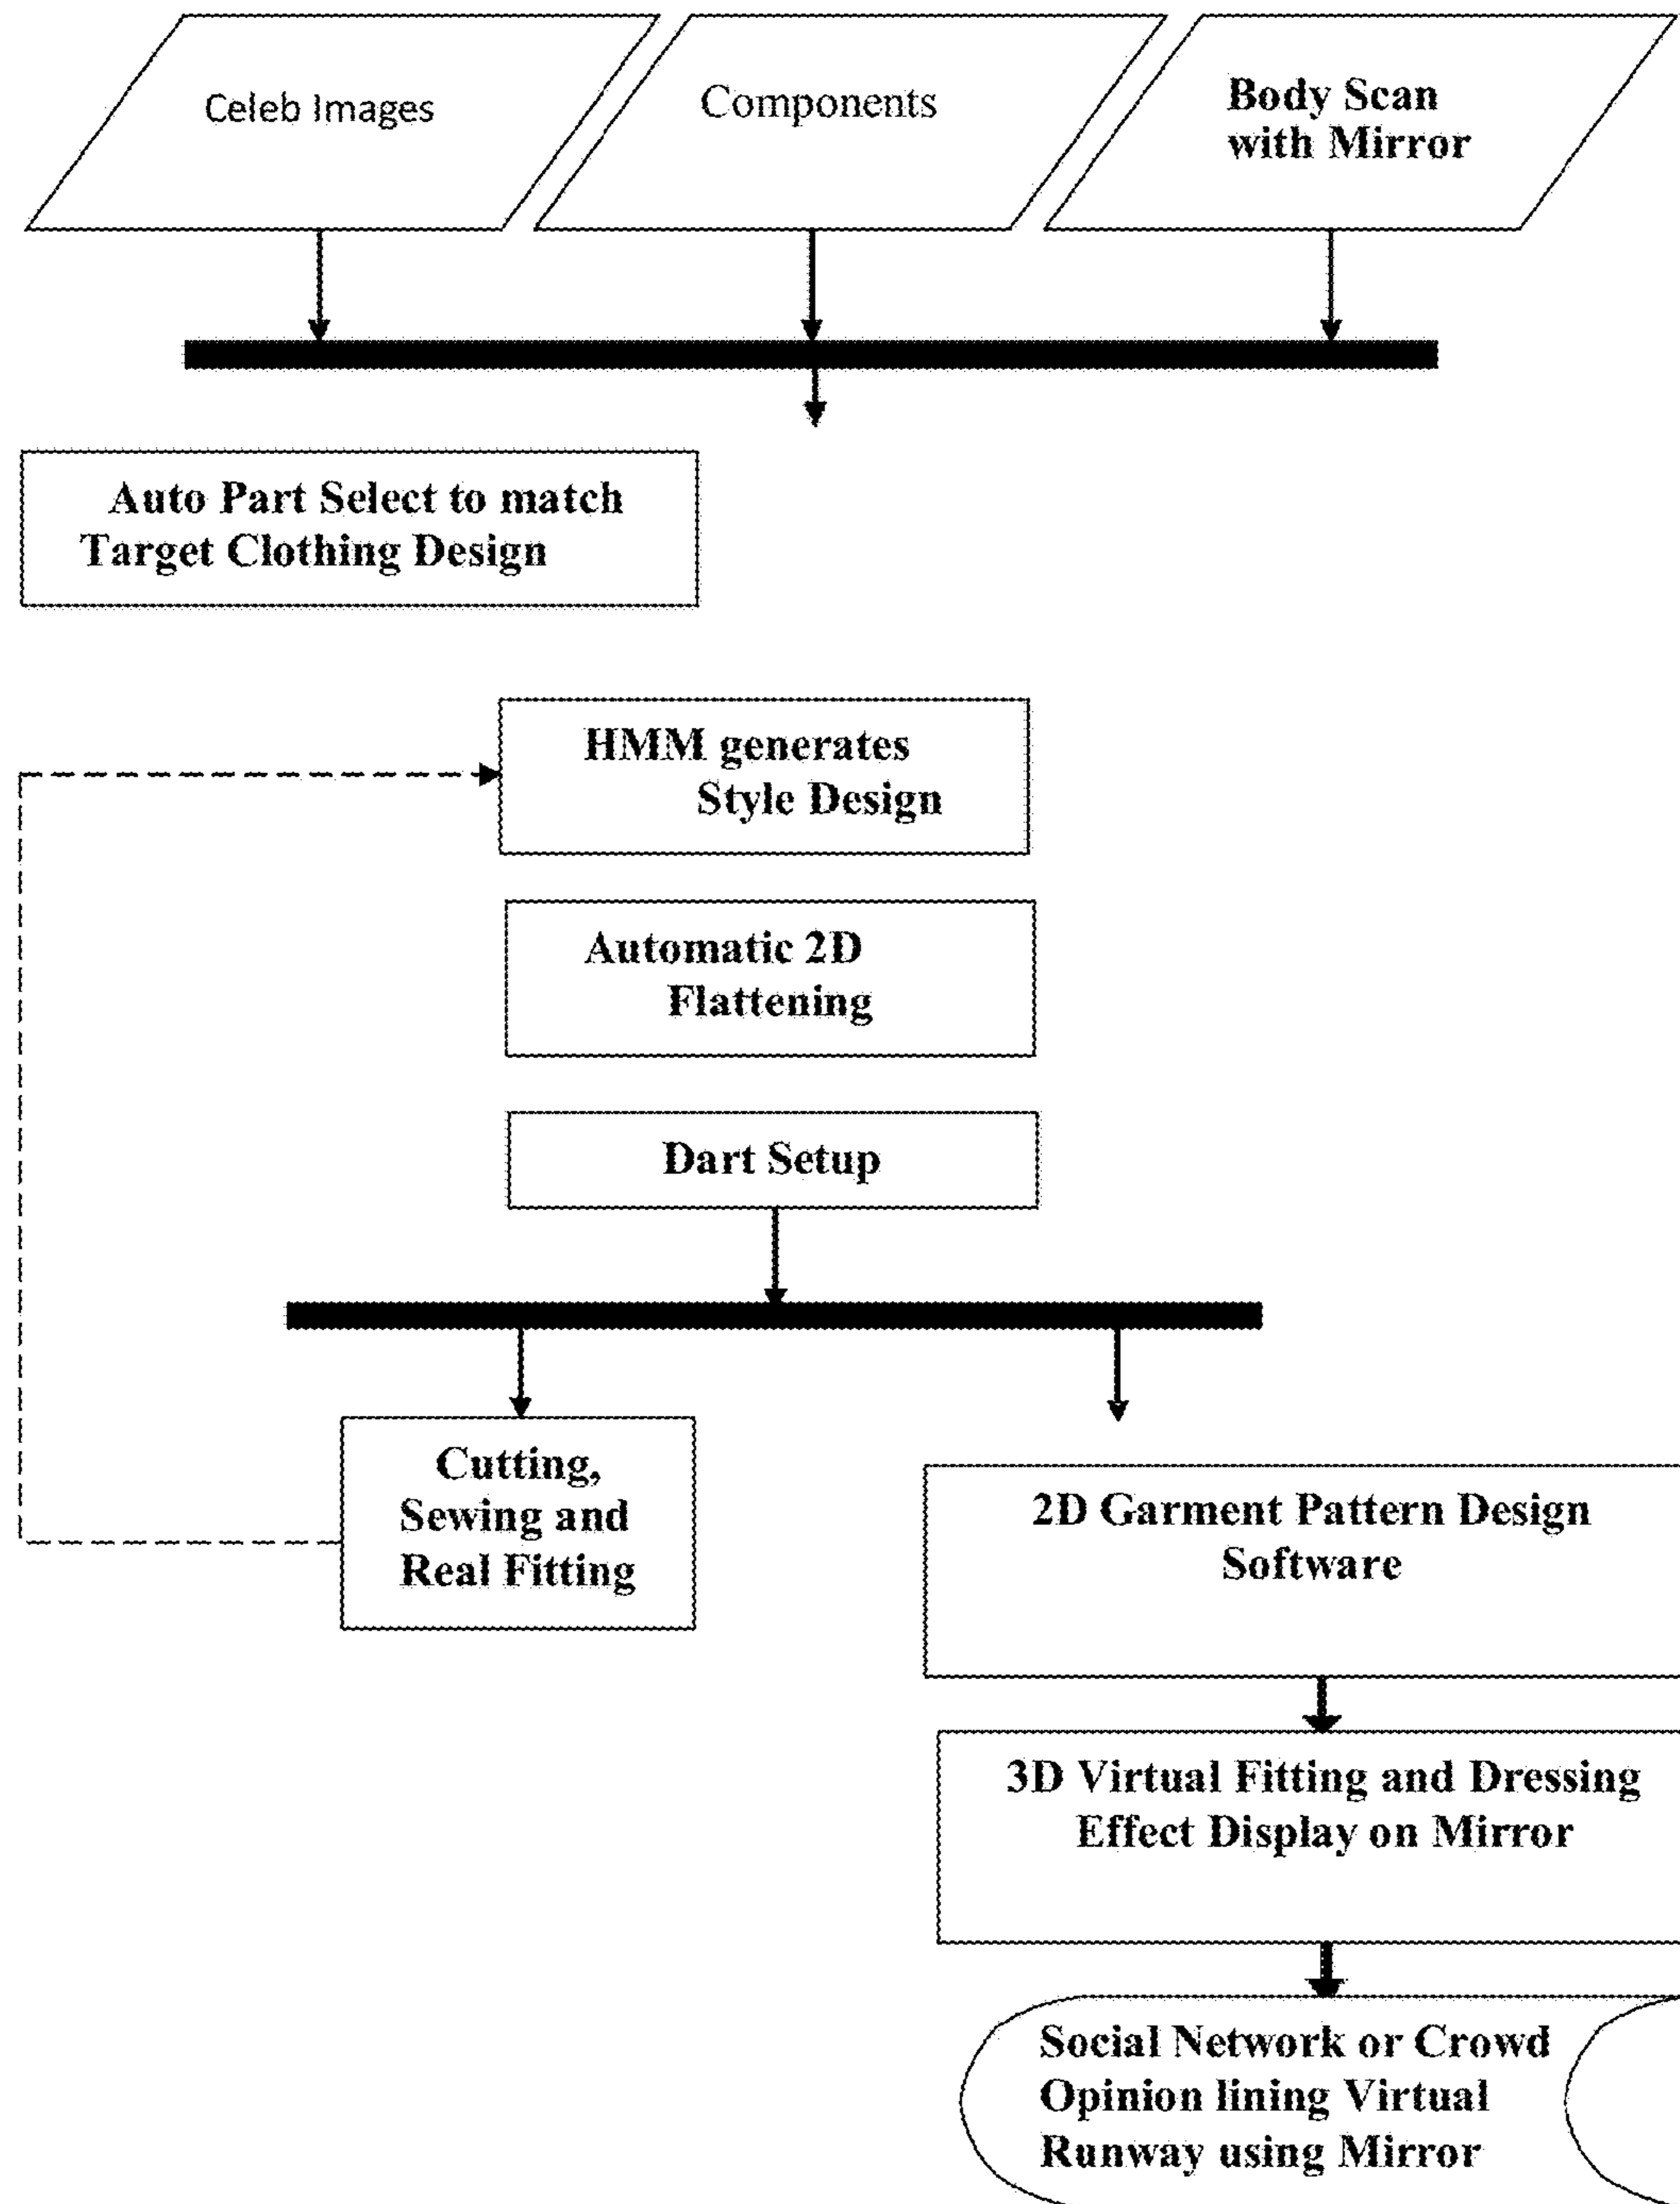 Celeb Images
Components
Body Scan
with Mirror
Auto Part Select to match
Target Clothing Design
HMM generates
Style Design
Automatic 2D
Flattening
Dart Setup
Cutting,
Sewing and
Real Fitting
2D Garment Pattern Design
Software
3D Virtual Fitting and Dressing
Effect Display on Mirror
Social Network or Crowd
Opinion lining Virtual
Runway using Mirror